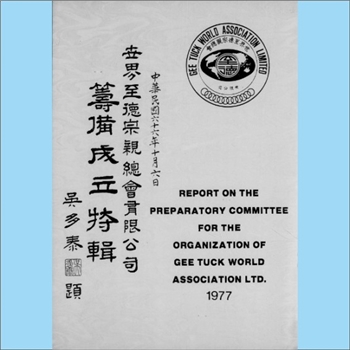 中華民國六十六年十月六日
世界至德宗親總會有限公司
籌備成立特輯
吳多泰
題
GEE TUCK WORLD ASSOCIATION LIMITED
REPORT ON THE
PREPARATORY COMMITTEE
FOR THE
ORGANIZATION OF
GEE TUCK WORLD
ASSOCIATION LTD.
1977